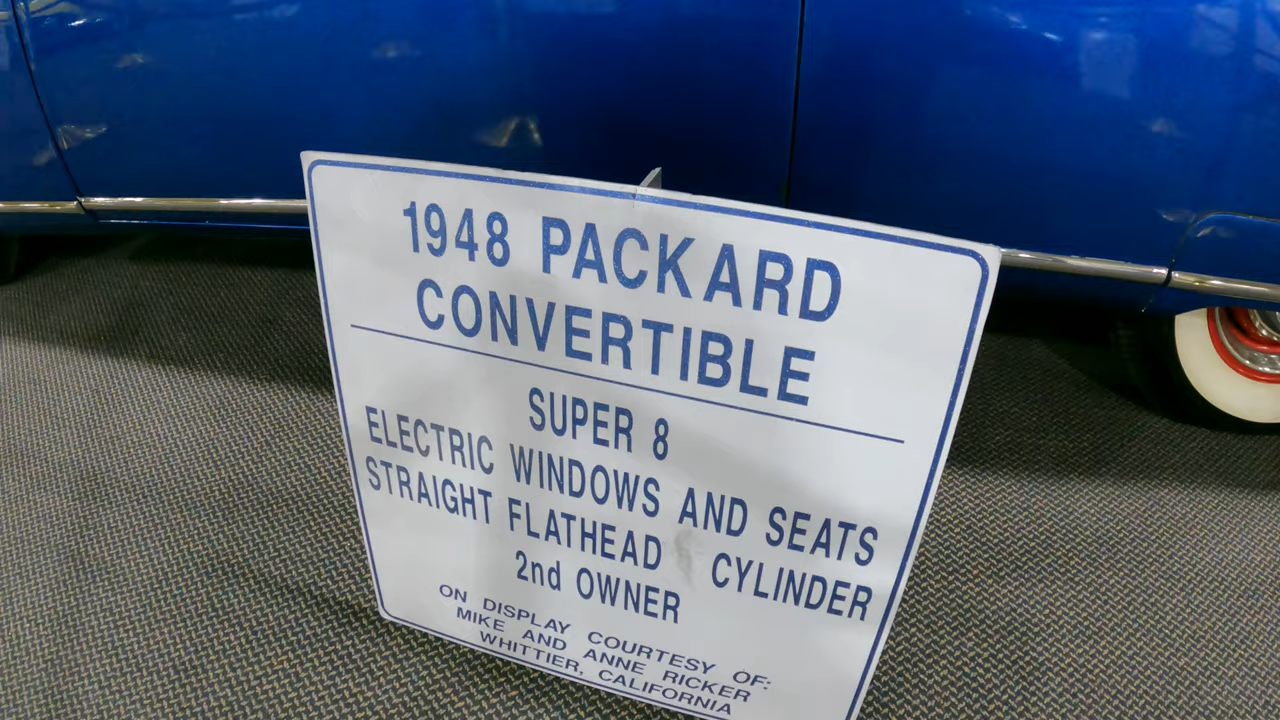 1948 PACKARD
CONVERTIBLE
SUPER 8
ELECTRIC WINDOWS AND SEATS
STRAIGHT FLATHEAD CYLINDER
2nd OWNER
ON DISPLAY COURTESY OF:
MIKE AND ANNE RICKER
WHITTIER, CALIFORNIA